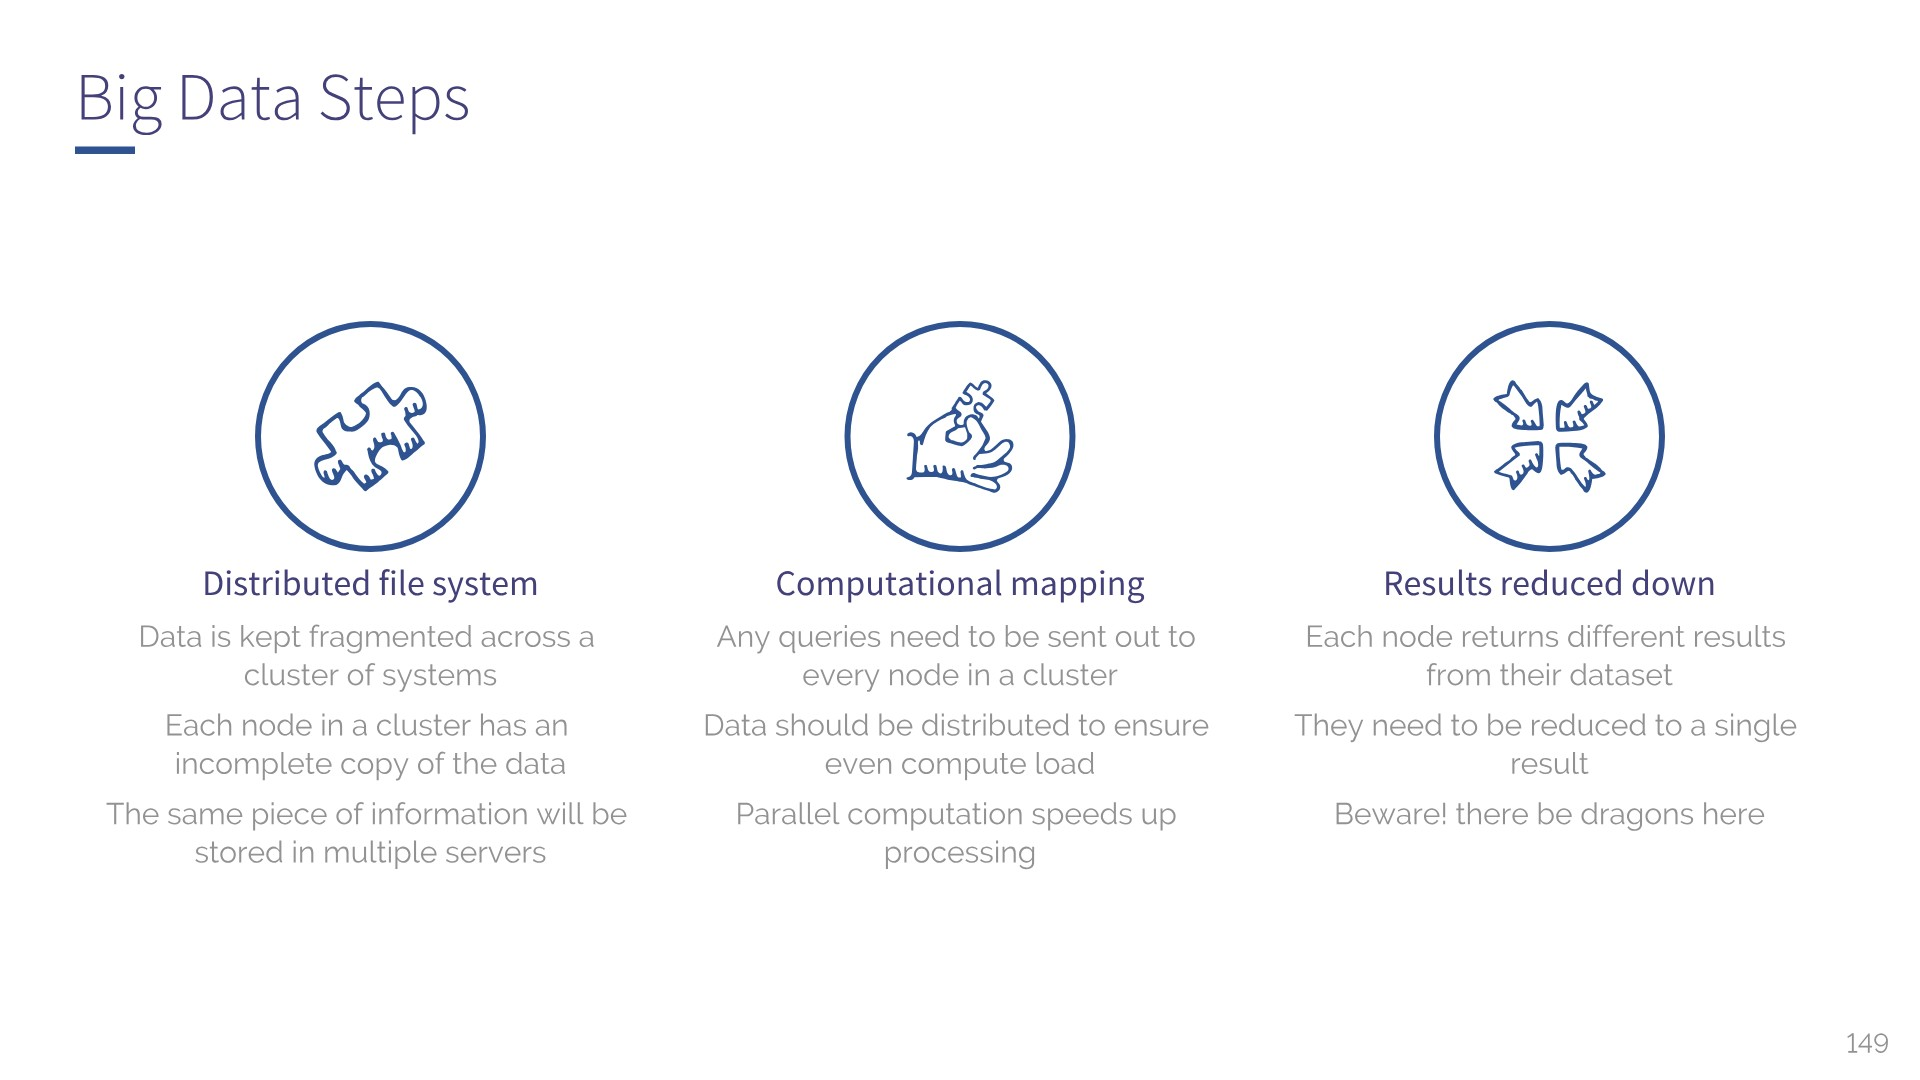 Big Data Steps
Distributed file system
Data is kept fragmented across a
cluster of systems
Each node in a cluster has an
incomplete copy of the data
The same piece of information will be
stored in multiple servers
Computational mapping
Any queries need to be sent out to
every node in a cluster
Data should be distributed to ensure
even compute load
Parallel computation speeds up
processing
Results reduced down
Each node returns different results
from their dataset
They need to be reduced to a single
result
Beware! there be dragons here
149